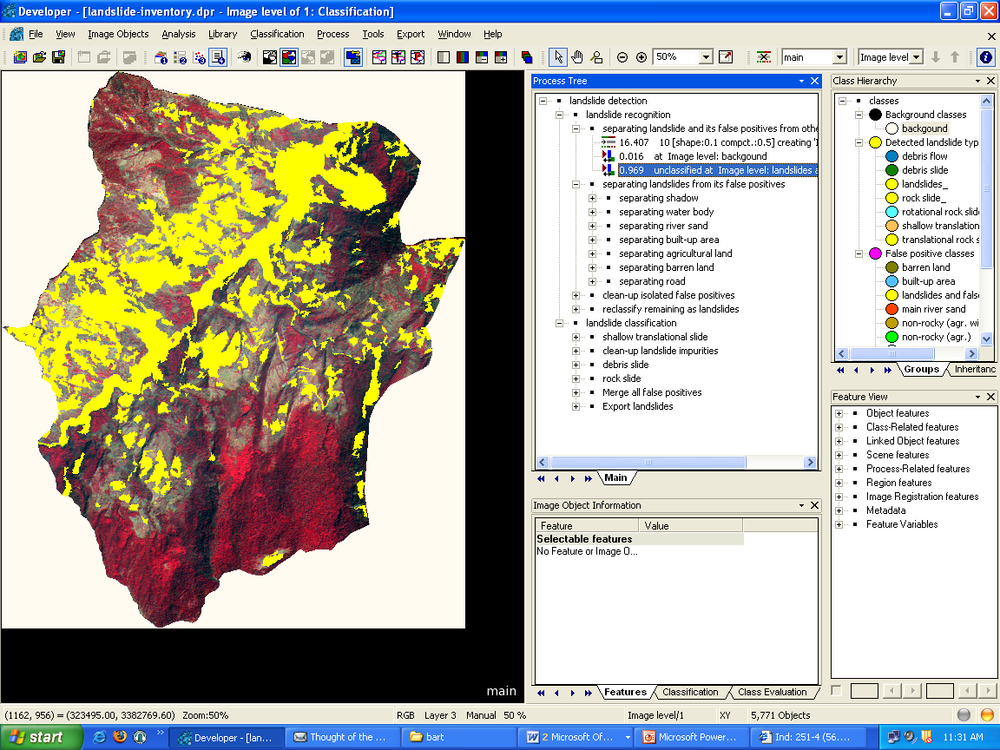 Developer - [landslide-inventory.dpr - Image level of 1: Classification]
File View Image Objects Analysis Library Classification Process Tools Export Window Help
50% main Image level
Process Tree
landslide detection
landslide recognition
separating landslide and its false positives from othe
16.407 10 [shape:0.1 compct.:0.5] creating '
0.016 at Image level: backgound
0.969 unclassified at Image level: landslides a
separating landslides from its false positives
separating shadow
separating water body
separating river sand
separating built-up area
separating agricultural land
separating barren land
separating road
clean-up isolated false positives
reclassify remaining as landslides
landslide classification
shallow translational slide
clean-up landslide impurities
debris slide
rock slide
Merge all false positives
Export landslides
Main
Image Object Information
Feature Value
Selectable features
No Feature or Image O...
Features Classification Class Evaluation
Class Hierarchy
classes
Background classes
backgound
Detected landslide typ
debris flow
debris slide
landslides_
rock slide_
rotational rock slide
shallow translation
translational rock s
False positive classes
barren land
built-up area
landslides and false
main river sand
non-rocky (agr. wi
non-rocky (agr.)
Groups Inheritanc
Feature View
Object features
Class-Related features
Linked Object features
Scene features
Process-Related features
Region features
Image Registration features
Metadata
Feature Variables
main
(1162, 956) = (323495.00, 3382769.60) Zoom:50% RGB Layer 3 Manual 50 % Image level/1 XY 5,771 Objects
start Developer - [lan... Thought of the ... bart 2 Microsoft Of... Microsoft Power... Ind: 251-4 (56.... 11:31 AM